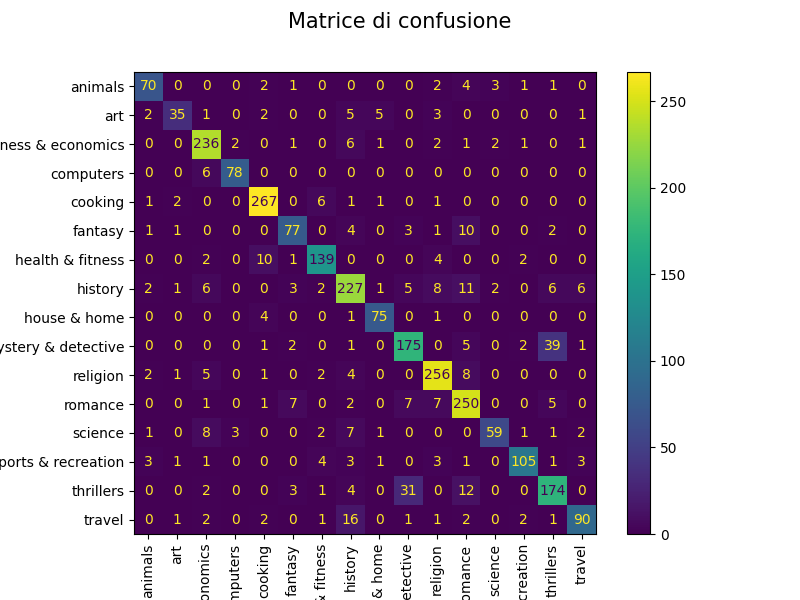 Matrice di confusione
animals 70 0 0 0 2 1 0 0 0 0 2 4 3 1 1 0
art 2 35 1 0 2 0 0 5 5 0 3 0 0 0 0 1
ness & economics 0 0 236 2 0 1 0 6 1 0 2 1 2 1 0 1
computers 0 0 6 78 0 0 0 0 0 0 0 0 0 0 0 0
cooking 1 2 0 0 267 0 6 1 1 0 1 0 0 0 0 0
fantasy 1 1 0 0 0 77 0 4 0 3 1 10 0 0 2 0
health & fitness 0 0 2 0 10 1 139 0 0 0 4 0 0 2 0 0
history 2 1 6 0 0 3 2 227 1 5 8 11 2 0 6 6
house & home 0 0 0 0 4 0 0 1 75 0 1 0 0 0 0 0
ystery & detective 0 0 0 0 1 2 0 1 0 175 0 5 0 2 39 1
religion 2 1 5 0 1 0 2 4 0 0 256 8 0 0 0 0
romance 0 0 1 0 1 7 0 2 0 7 7 250 0 0 5 0
science 1 0 8 3 0 0 2 7 1 0 0 0 59 1 1 2
ports & recreation 3 1 1 0 0 0 4 3 1 0 3 1 0 105 1 3
thrillers 0 0 2 0 0 3 1 4 0 31 0 12 0 0 174 0
travel 0 1 2 0 2 0 1 16 0 1 1 2 0 2 1 90
animals
art
onomics
mputers
cooking
fantasy
& fitness
history
& home
etective
religion
omance
science
creation
thrillers
travel
250
200
150
100
50
0